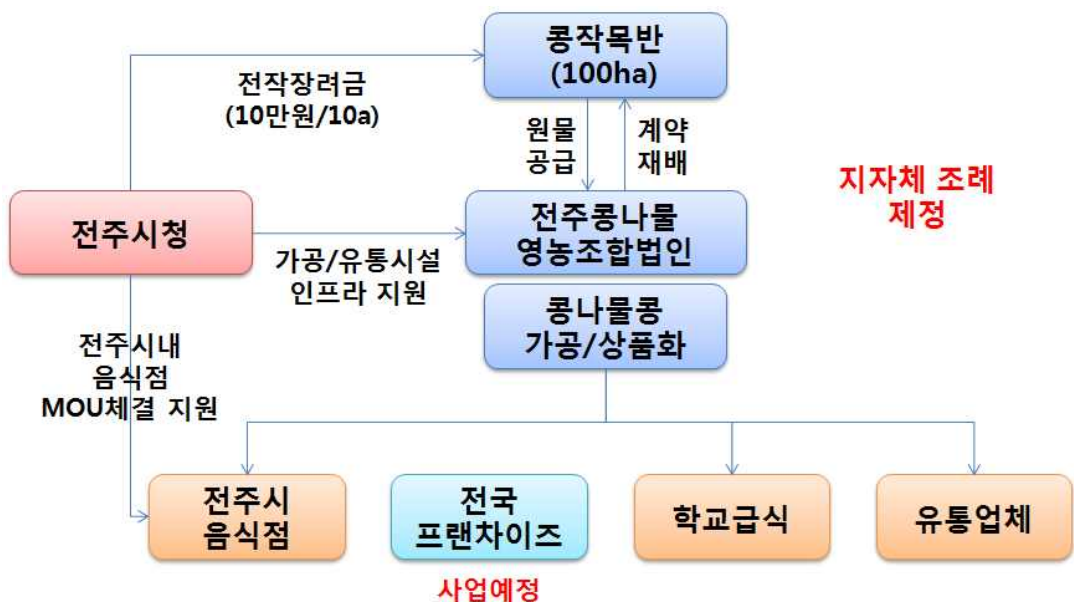 콩작목반
(100ha)
전작장려금
(10만원/10a)
원물
공급
계약
재배
지자체 조례
제정
전주시청
전주콩나물
영농조합법인
가공/유통시설
인프라 지원
콩나물콩
가공/상품화
전주시내
음식점
MOU체결 지원
전주시
음식점
전국
프랜차이즈
학교급식
유통업체
사업예정